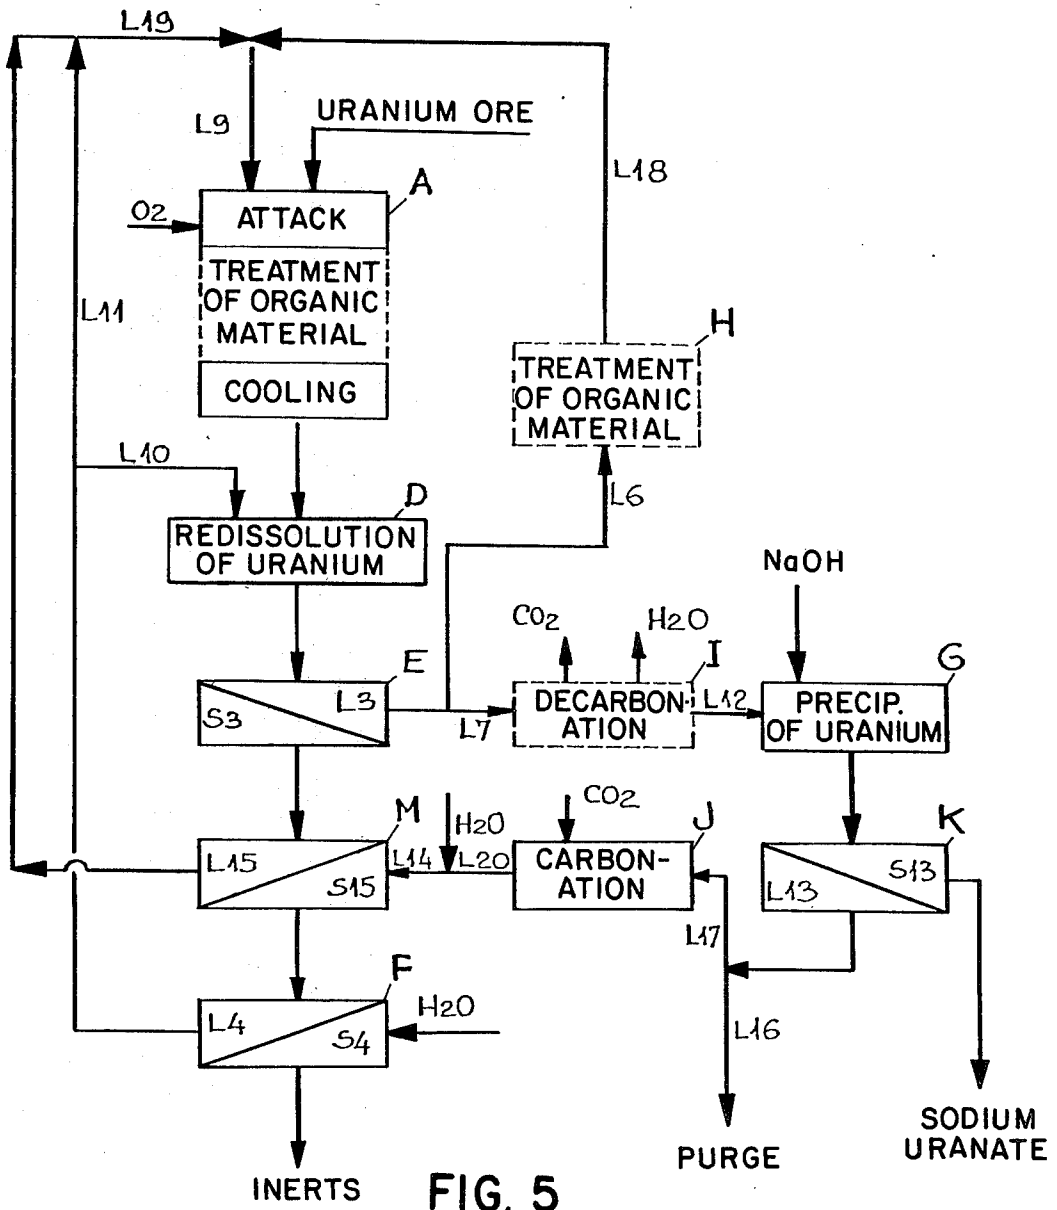 L19
URANIUM ORE
L9
L18
A
O2
ATTACK
TREATMENT
OF ORGANIC
MATERIAL
L11
H
TREATMENT
OF ORGANIC
MATERIAL
COOLING
L10
L6
D
REDISSOLUTION
OF URANIUM
NaOH
CO2
H2O
E
I
G
S3
L3
L7
DECARBON-
ATION
L12
PRECIP.
OF URANIUM
M
H2O
CO2
J
K
L15
S15
L14
L20
CARBON-
ATION
L13
S13
L17
F
L4
S4
H2O
L16
SODIUM
URANATE
PURGE
INERTS
FIG. 5